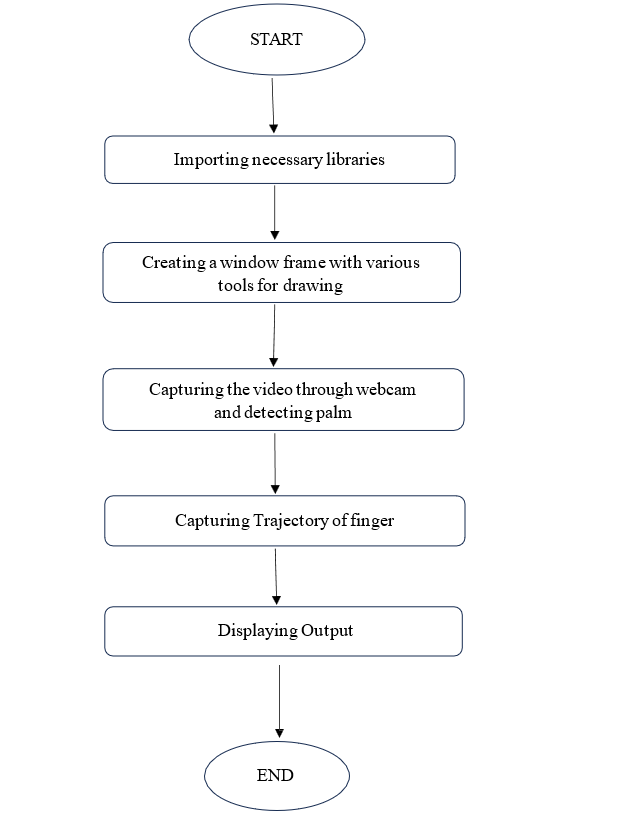 START
Importing necessary libraries
Creating a window frame with various
tools for drawing
Capturing the video through webcam
and detecting palm
Capturing Trajectory of finger
Displaying Output
END